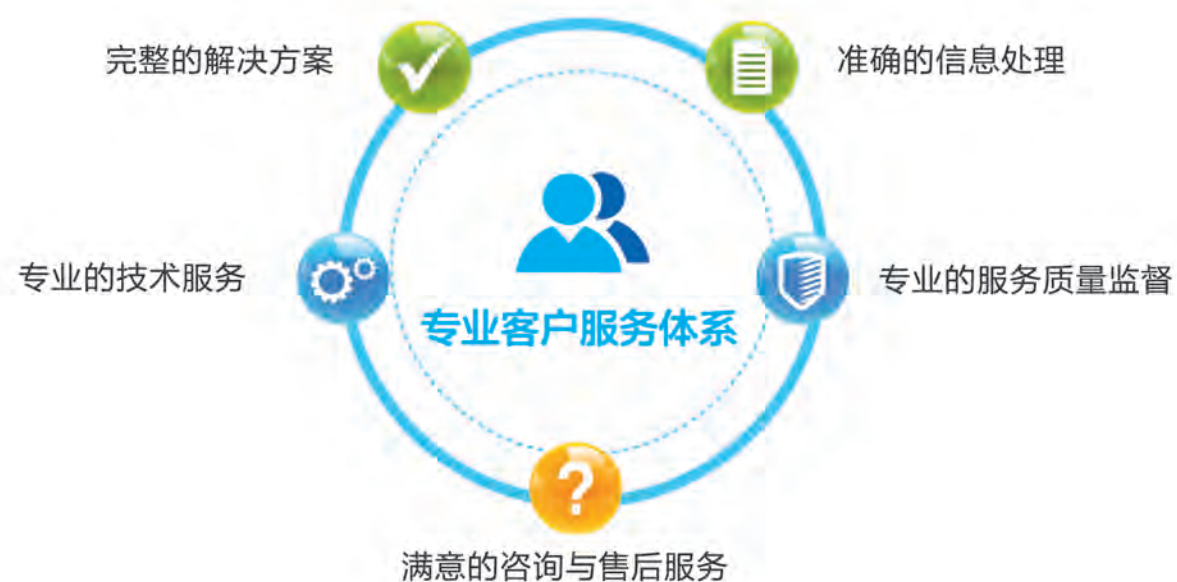 完整的解决方案
准确的信息处理
专业的技术服务
专业的服务质量监督
专业客户服务体系
?
满意的咨询与售后服务